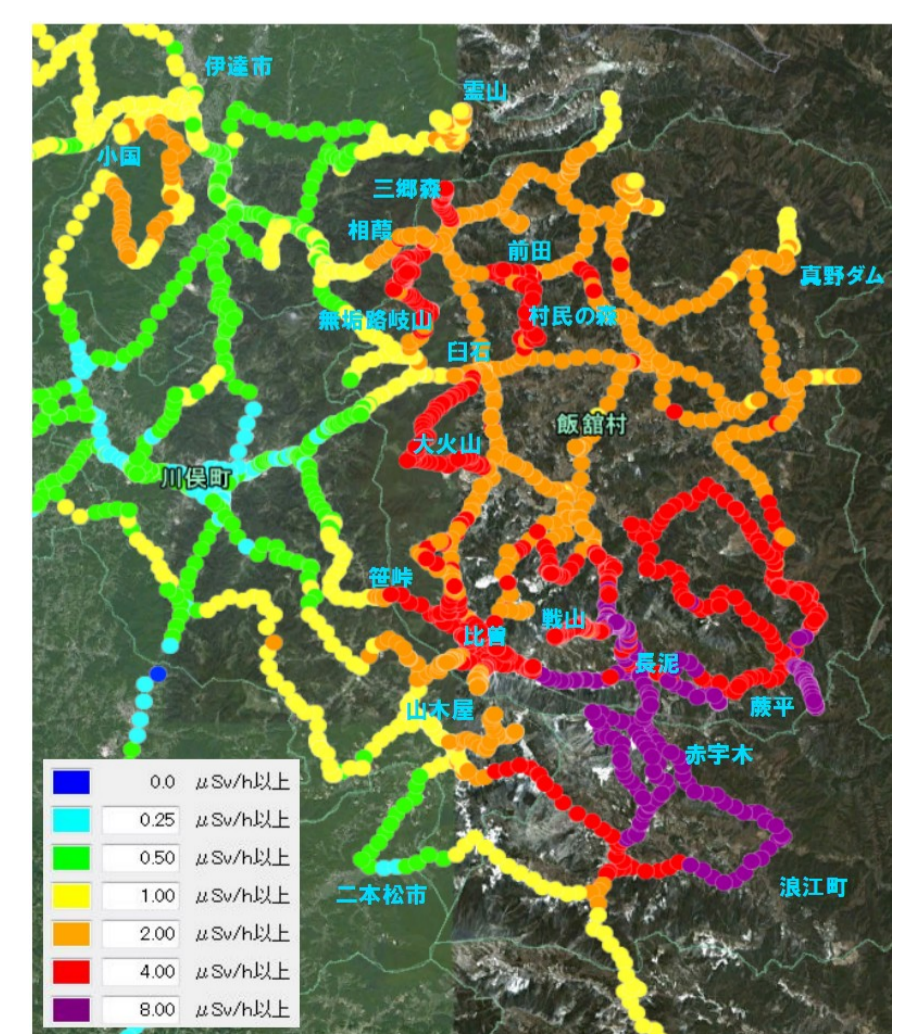 伊達市
霊山
小国
三郷森
相葭
前田
真野ダム
無垢路岐山
村民の森
臼石
飯舘村
大火山
川俣町
笹峠
戦山
比曽
長泥
山木屋
蕨平
赤宇木
二本松市
浪江町
0.0 μSv/h以上
0.25 μSv/h以上
0.50 μSv/h以上
1.00 μSv/h以上
2.00 μSv/h以上
4.00 μSv/h以上
8.00 μSv/h以上